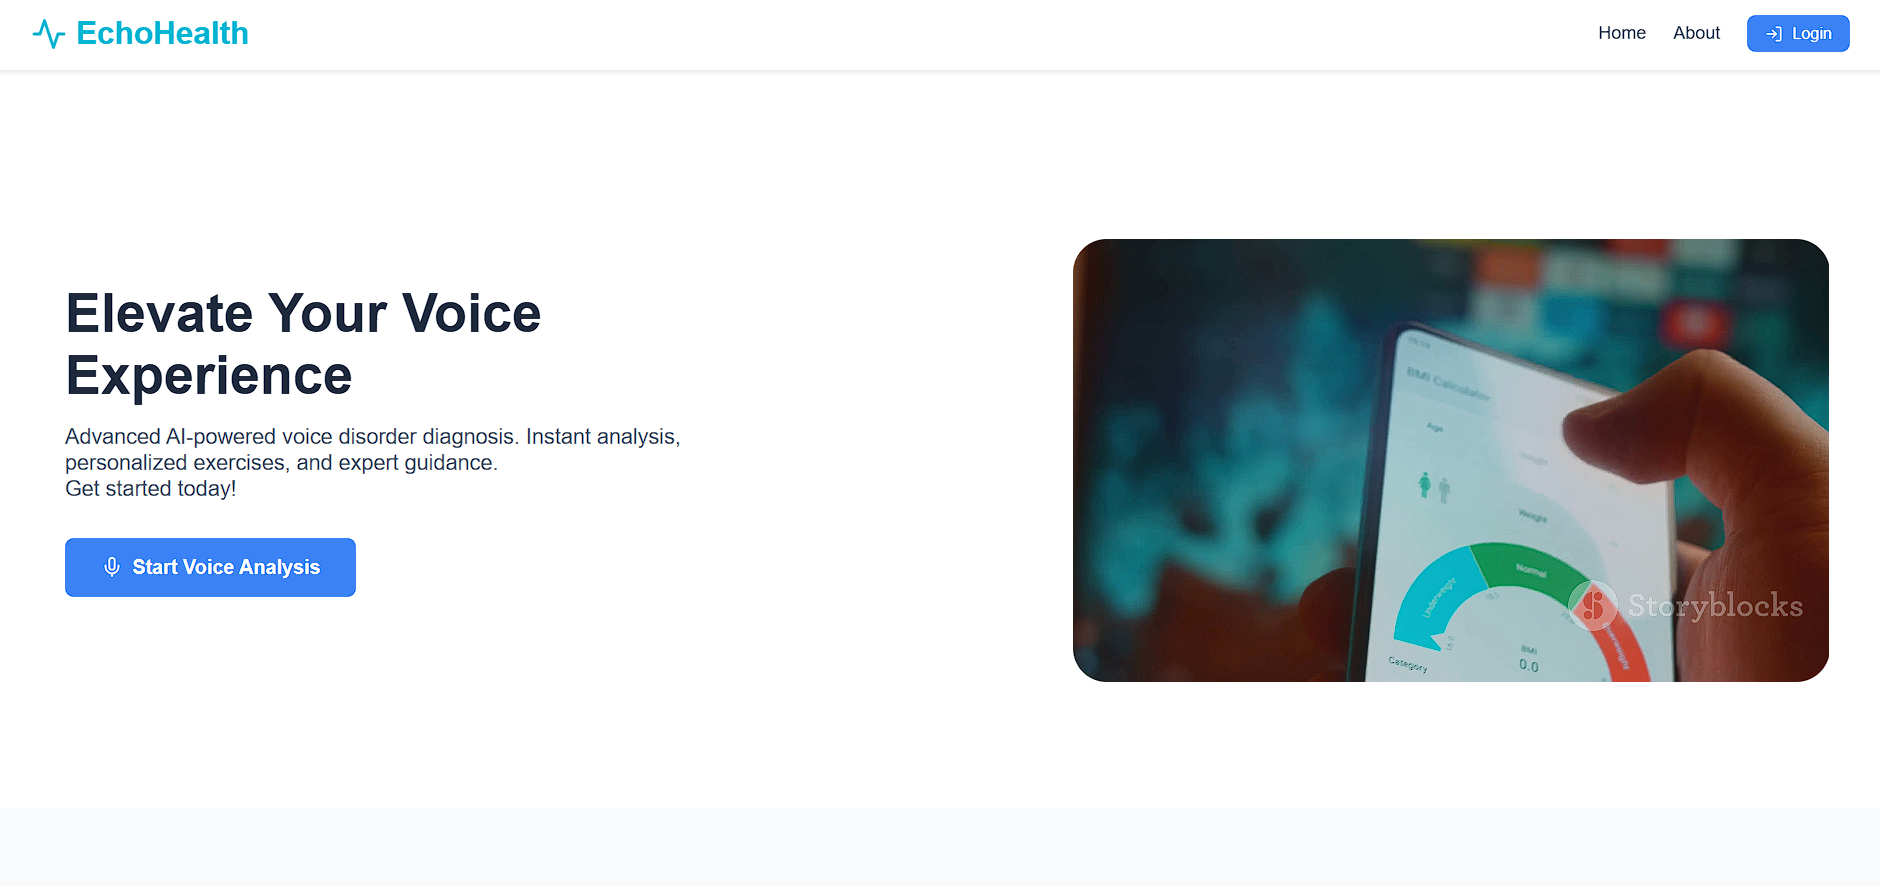 EchoHealth
Home
About
Login
Elevate Your Voice
Experience
Advanced AI-powered voice disorder diagnosis. Instant analysis,
personalized exercises, and expert guidance.
Get started today!
Start Voice Analysis
BMI Calculator
Age
Height
Weight
Underweight
Normal
Overweight
Storyblocks
BMI
0.0
Category